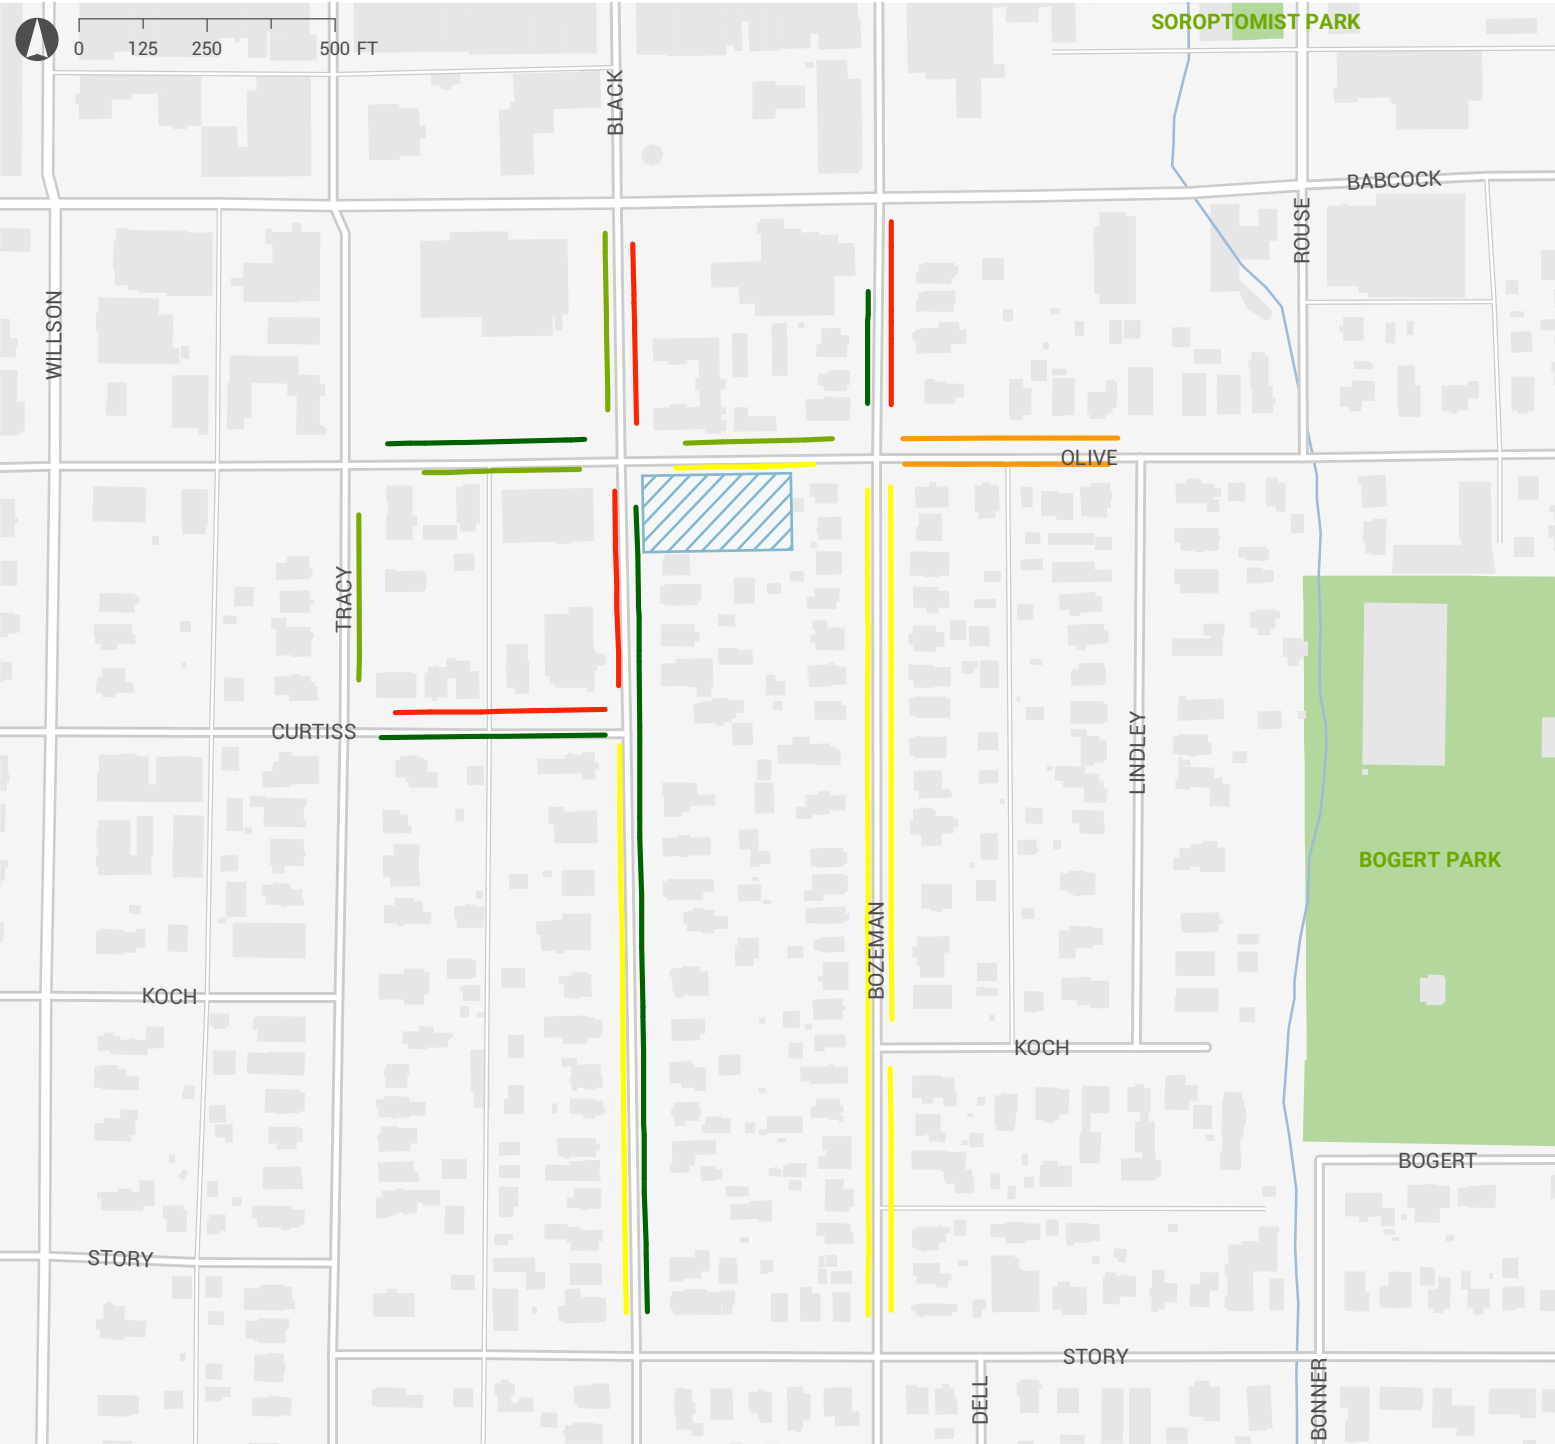 SOROPTOMIST PARK
0 125 250 500 FT
BLACK
BABCOCK
ROUSE
WILLSON
OLIVE
TRACY
CURTISS
LINDLEY
BOGERT PARK
BOZEMAN
KOCH
KOCH
BOGERT
STORY
STORY
DELL
BONNER